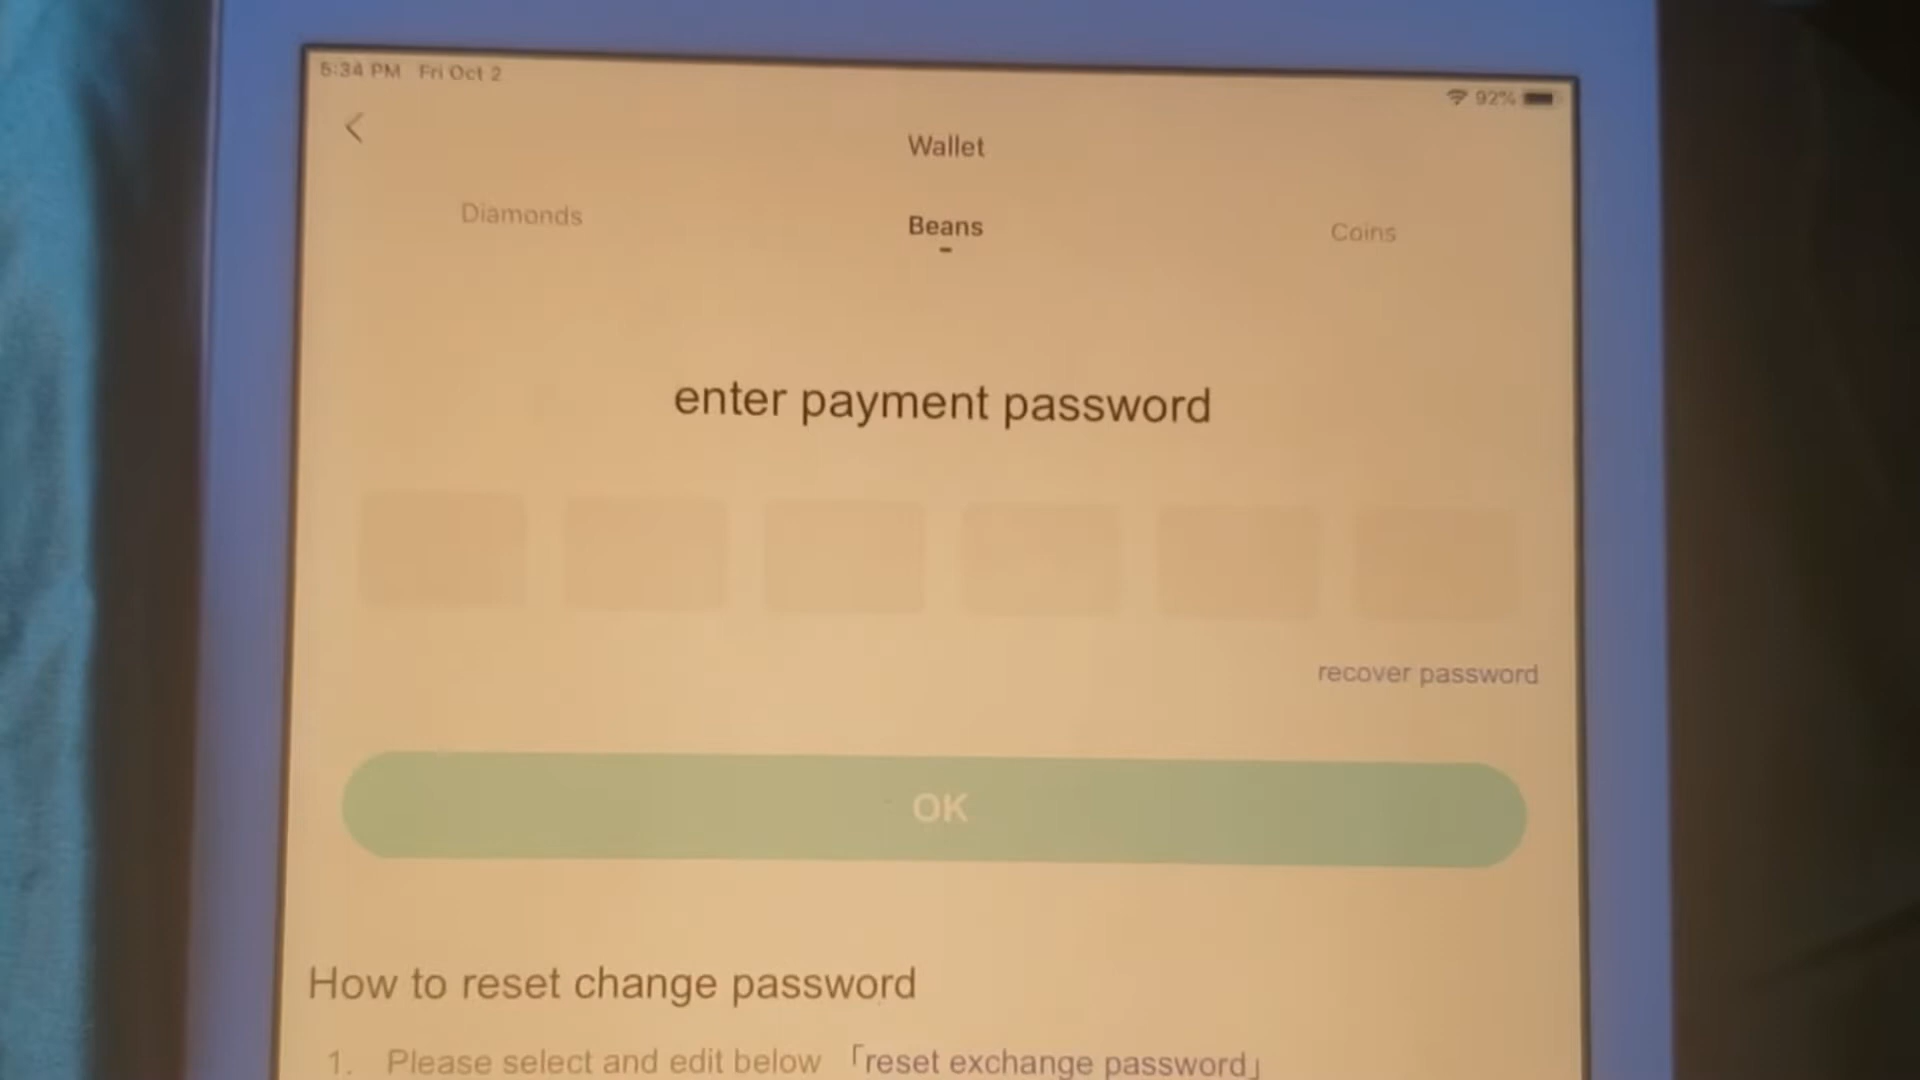 5:34 PM Fri Oct 2
92%
Wallet
Diamonds Beans Coins
enter payment password
recover password
OK
How to reset change password
1. Please select and edit below 「reset exchange password」